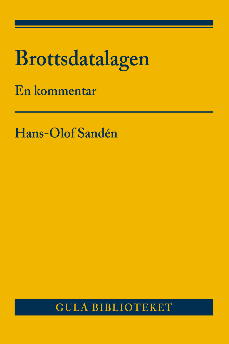 Brottsdatalagen
En kommentar
Hans-Olof Sandén
GULA BIBLIOTEKET